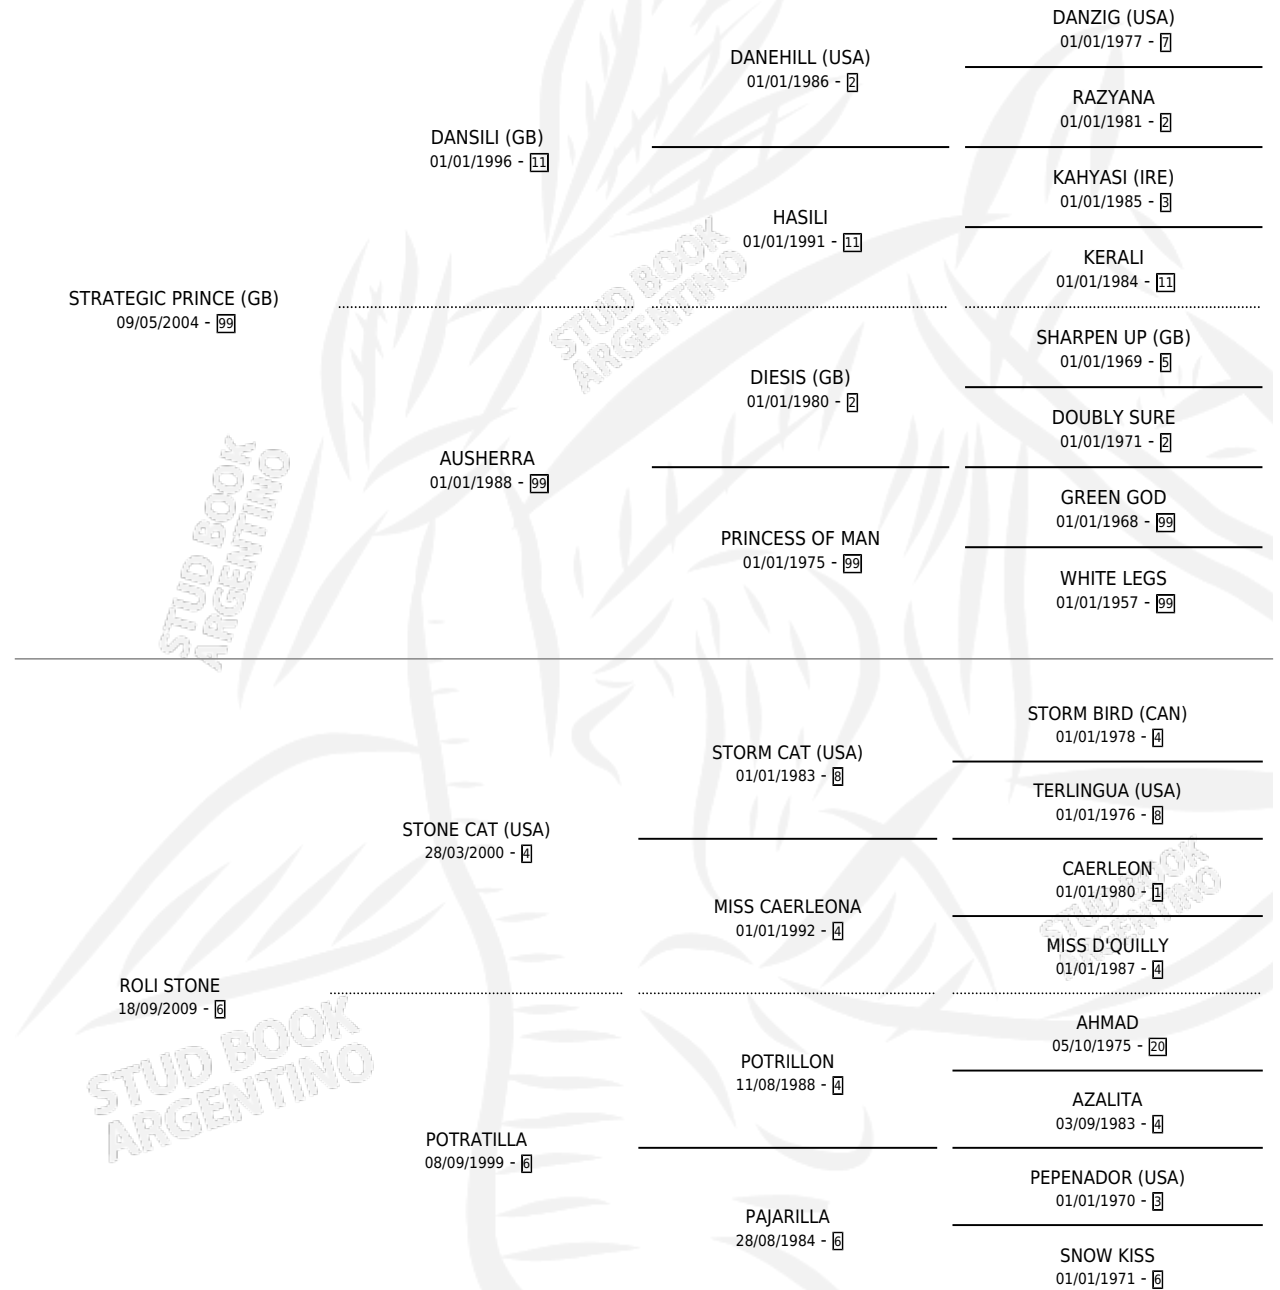 DANZIG (USA)
01/01/1977 - 7
DANEHILL (USA)
01/01/1986 - 2
RAZYANA
01/01/1981 - 2
DANSILI (GB)
01/01/1996 - 11
KAHYASI (IRE)
01/01/1985 - 3
HASILI
01/01/1991 - 11
KERALI
01/01/1984 - 11
STRATEGIC PRINCE (GB)
09/05/2004 - 99
STUD BOOK
ARGENTINO
SHARPEN UP (GB)
01/01/1969 - 5
DIESIS (GB)
01/01/1980 - 2
DOUBLY SURE
01/01/1971 - 2
AUSHERRA
01/01/1988 - 99
GREEN GOD
01/01/1968 - 99
PRINCESS OF MAN
01/01/1975 - 99
WHITE LEGS
01/01/1957 - 99
STUD BOOK
ARGENTINO
STORM BIRD (CAN)
01/01/1978 - 4
STORM CAT (USA)
01/01/1983 - 8
TERLINGUA (USA)
01/01/1976 - 8
STONE CAT (USA)
28/03/2000 - 4
CAERLEON
01/01/1980 - 1
MISS CAERLEONA
01/01/1992 - 4
STUD BOOK
ARGENTINO
MISS D'QUILLY
01/01/1987 - 4
ROLI STONE
18/09/2009 - 6
AHMAD
05/10/1975 - 20
STUD BOOK
ARGENTINO
POTRILLON
11/08/1988 - 4
AZALITA
03/09/1983 - 4
POTRATILLA
08/09/1999 - 6
PEPENADOR (USA)
01/01/1970 - 3
PAJARILLA
28/08/1984 - 6
SNOW KISS
01/01/1971 - 6